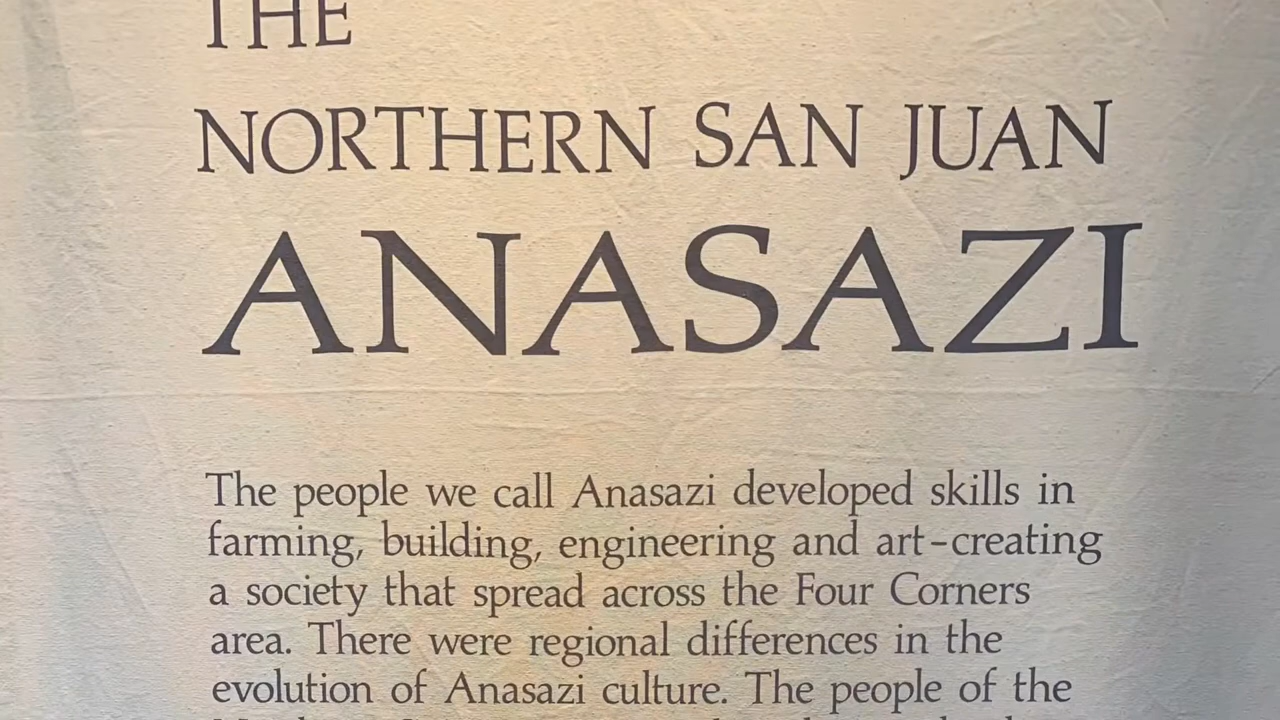 THE
NORTHERN SAN JUAN
ANASAZI
The people we call Anasazi developed skills in
farming, building, engineering and art-creating
a society that spread across the Four Corners
area. There were regional differences in the
evolution of Anasazi culture. The people of the